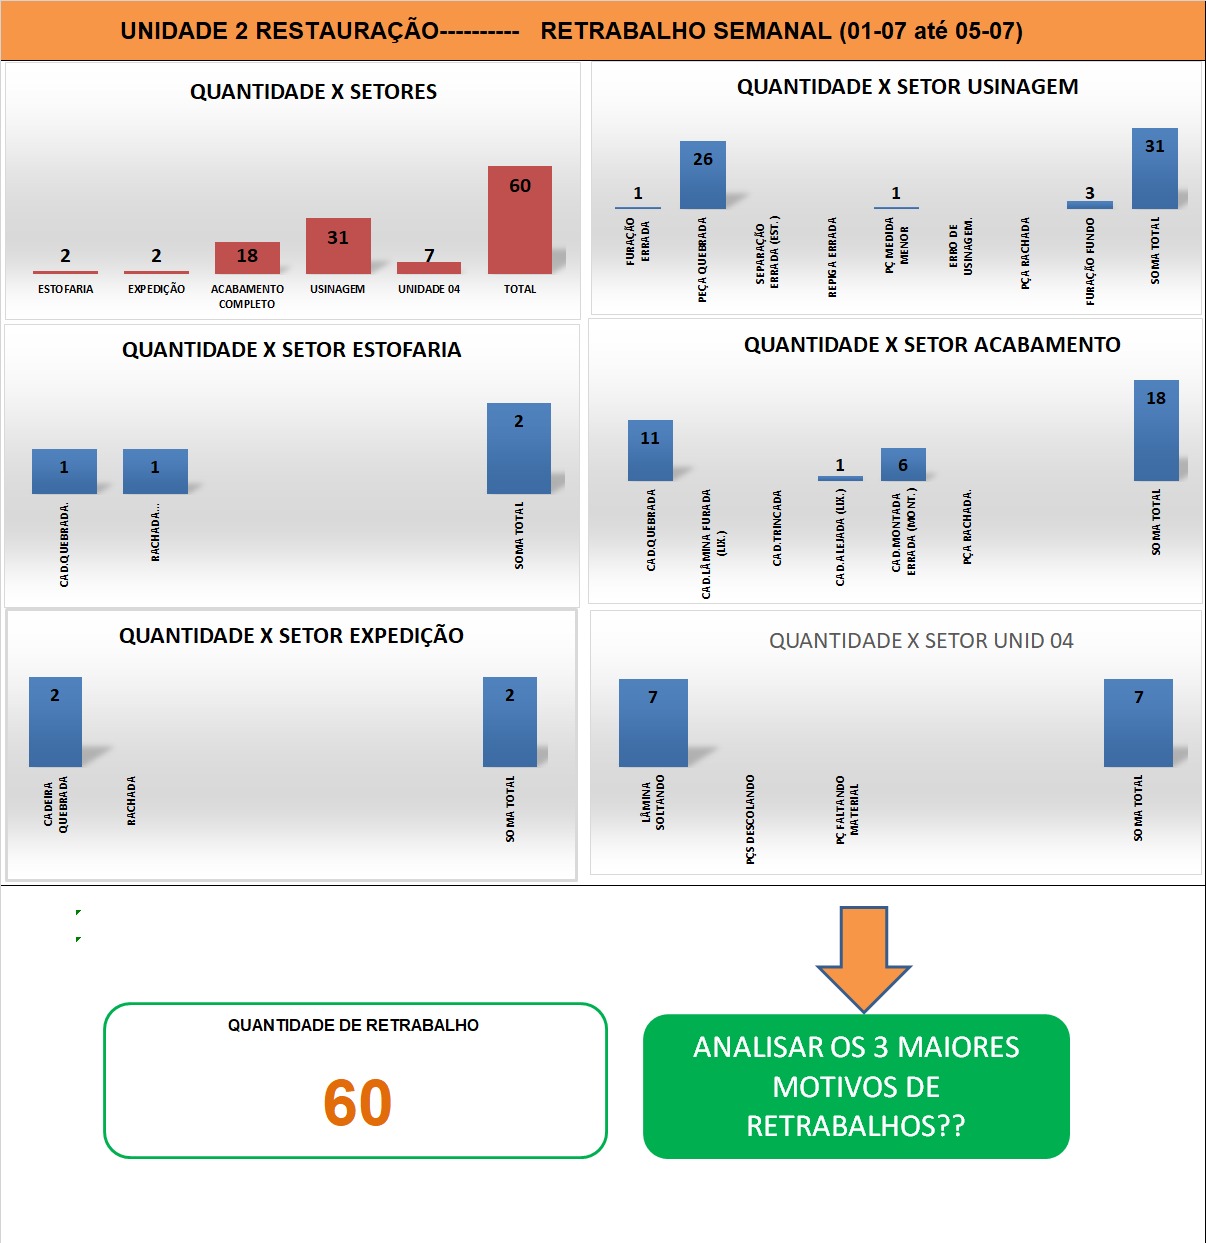 UNIDADE 2 RESTAURAÇÃO---------- RETRABALHO SEMANAL (01-07 até 05-07)
QUANTIDADE X SETORES
2
2
18
31
7
60
ESTOFARIA
EXPEDIÇÃO
ACABAMENTO
COMPLETO
USINAGEM
UNIDADE 04
TOTAL
QUANTIDADE X SETOR USINAGEM
1
26
1
3
31
FURAÇÃO
ERRADA
PEÇA QUEBRADA
SEPARAÇÃO
ERRADA (EST.)
REPIGA ERRADA
PÇ MEDIDA
MENOR
ERRO DE
USINAGEM.
PÇA RACHADA
FURAÇÃO FUNDO
SOMA TOTAL
QUANTIDADE X SETOR ESTOFARIA
1
1
2
CAD.QUEBRADA.
RACHADA...
SOMA TOTAL
QUANTIDADE X SETOR ACABAMENTO
11
1
6
18
CAD.QUEBRADA
CAD.LÂMINA FURADA
(LIX.)
CAD.TRINCADA
CAD.ALEJADA (LIX.)
CAD.MONTADA
ERRADA (MONT.)
PÇA RACHADA.
SOMA TOTAL
QUANTIDADE X SETOR EXPEDIÇÃO
2
2
CADEIRA
QUEBRADA
RACHADA
SOMA TOTAL
QUANTIDADE X SETOR UNID 04
7
7
LÂMINA
SOLTANDO
PÇS DESCOLANDO
PÇ FALTANDO
MATERIAL
SOMA TOTAL
QUANTIDADE DE RETRABALHO
60
ANALISAR OS 3 MAIORES
MOTIVOS DE
RETRABALHOS??